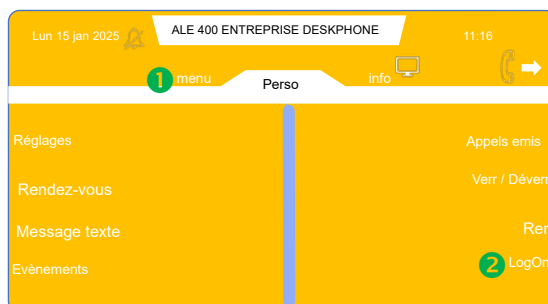 Lun 15 jan 2025 ALE 400 ENTREPRISE DESKPHONE 11:16
1 menu Perso info
Réglages Appels emis
Rendez-vous Verr / Déverr
Message texte Ren
Evènements 2 LogOn